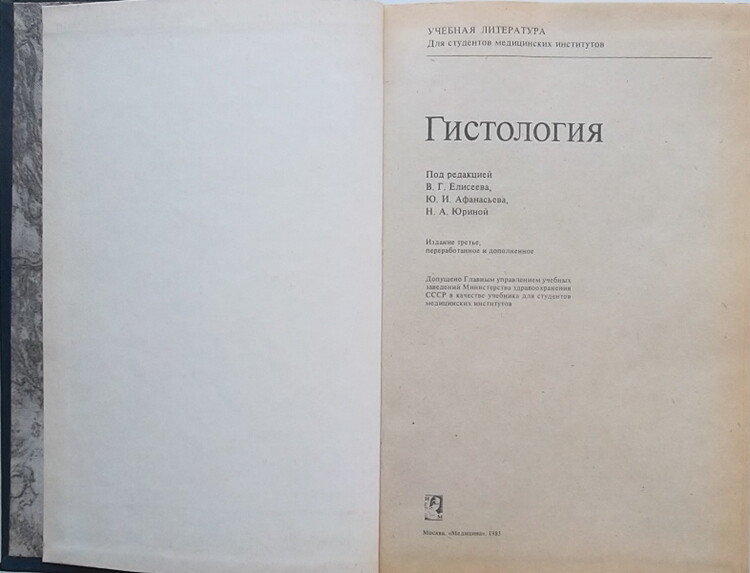 УЧЕБНАЯ ЛИТЕРАТУРА
Для студентов медицинских институтов
Гистология
Под редакцией
В. Г. Елисеева,
Ю. И. Афанасьева,
Н. А. Юриной
Издание третье,
переработанное и дополненное
Допущено Главным управлением учебных
заведений Министерства здравоохранения
СССР в качестве учебника для студентов
медицинских институтов
Москва, «Медицина», 1983